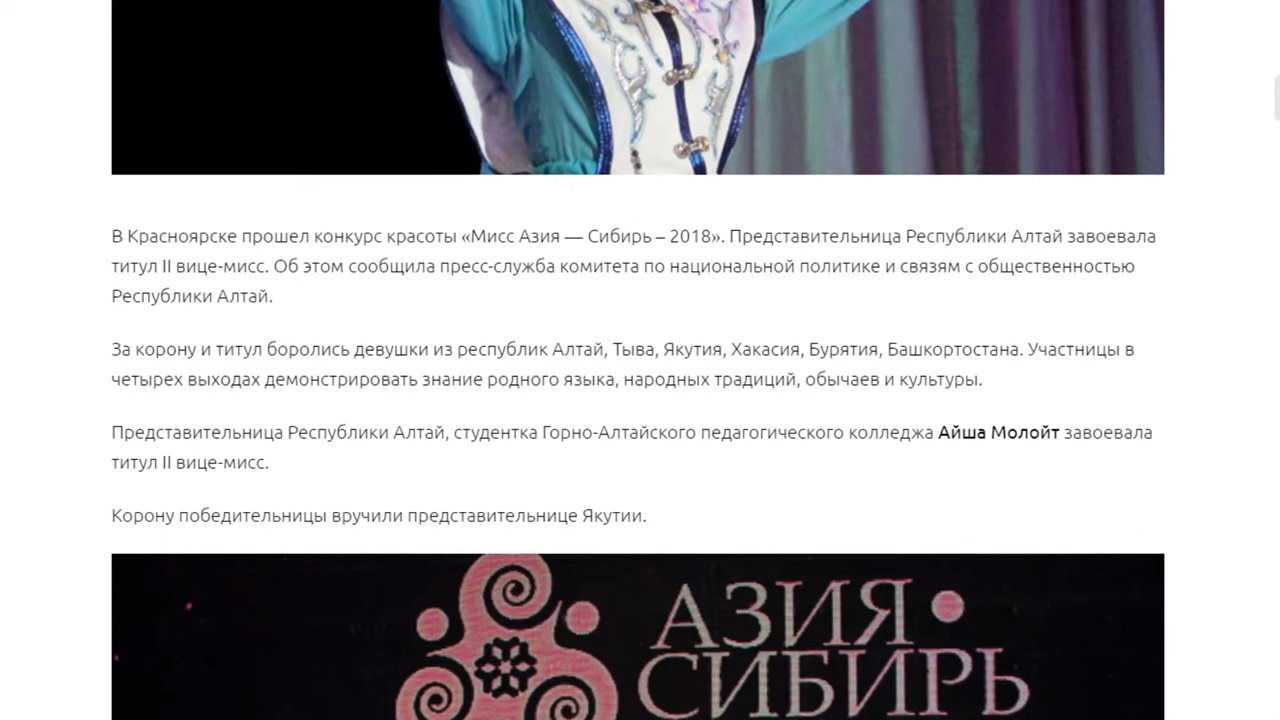 В Красноярске прошел конкурс красоты «Мисс Азия — Сибирь – 2018». Представительница Республики Алтай завоевала
титул II вице-мисс. Об этом сообщила пресс-служба комитета по национальной политике и связям с общественностью
Республики Алтай.
За корону и титул боролись девушки из республик Алтай, Тыва, Якутия, Хакасия, Бурятия, Башкортостана. Участницы в
четырех выходах демонстрировать знание родного языка, народных традиций, обычаев и культуры.
Представительница Республики Алтай, студентка Горно-Алтайского педагогического колледжа Айша Молойт завоевала
титул II вице-мисс.
Корону победительницы вручили представительнице Якутии.
АЗИЯ •
СИБИРЬ